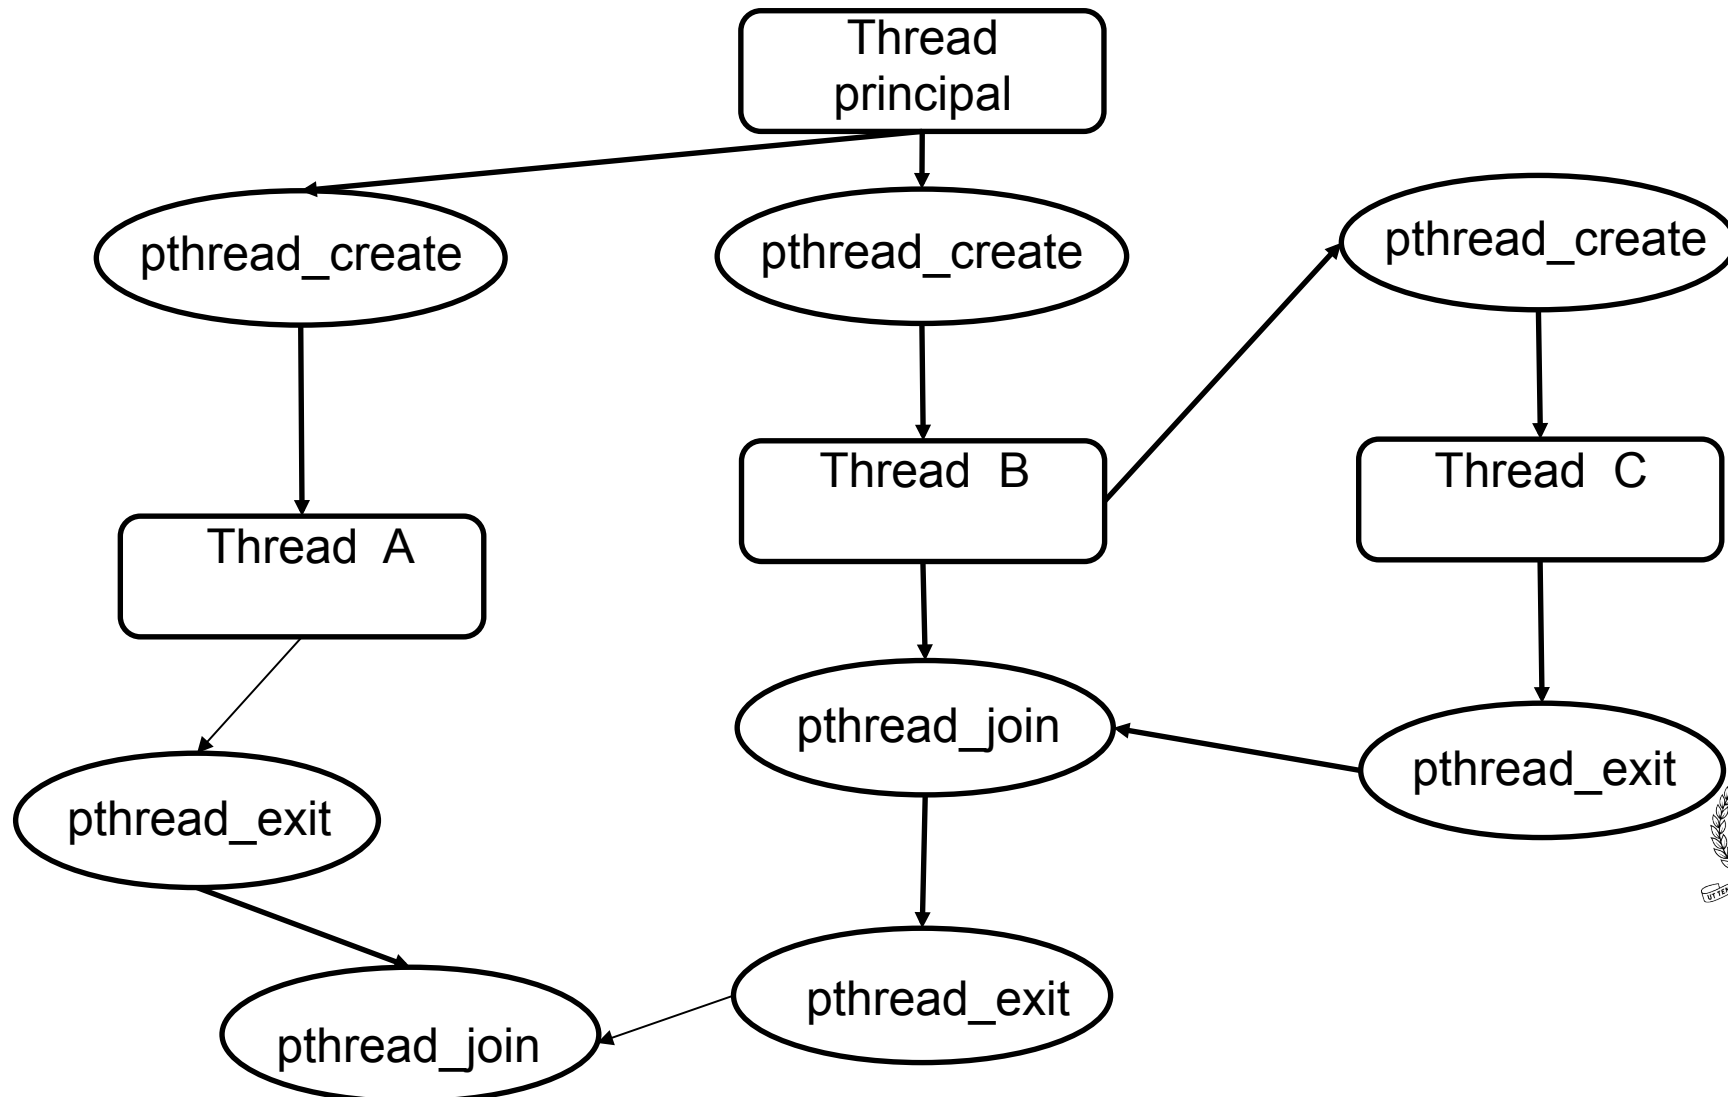 Thread
principal
pthread_create
pthread_create
pthread_create
Thread B
Thread C
Thread A
pthread_join
pthread_exit
pthread_exit
pthread_exit
pthread_join